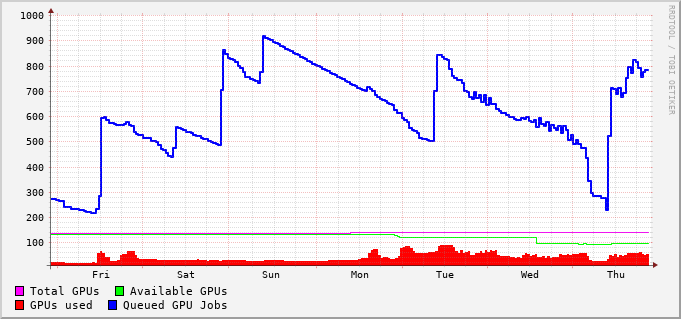 1000
900
800
700
600
500
400
300
200
100
Fri Sat Sun Mon Tue Wed Thu
Total GPUs Available GPUs
GPUs used Queued GPU Jobs
RRDTOOL / TOBI OETIKER